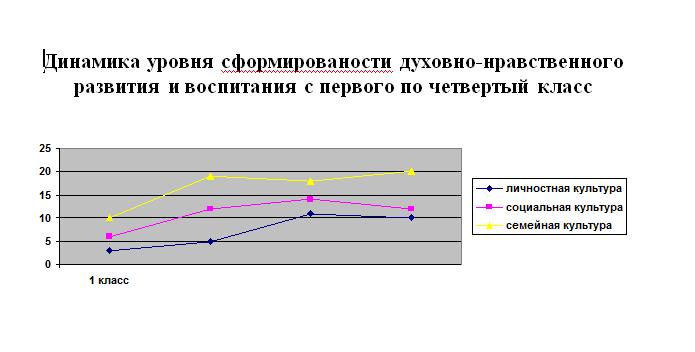 Динамика уровня сформированости духовно-нравственного
развития и воспитания с первого по четвертый класс
25
20
15
10
5
0
1 класс
личностная культура
социальная культура
семейная культура